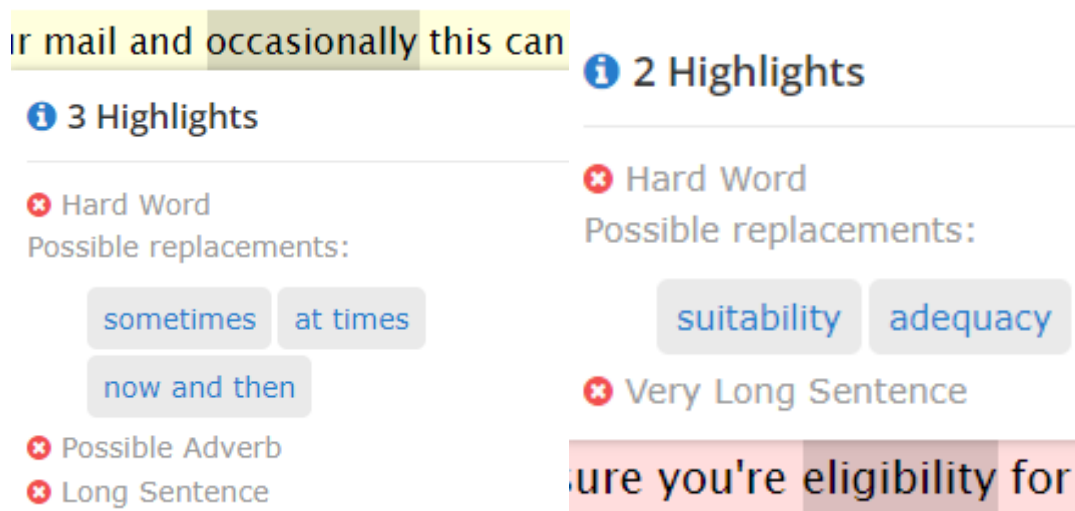 ur mail and occasionally this can
3 Highlights
Hard Word
Possible replacements:
sometimes at times
now and then
Possible Adverb
Long Sentence
2 Highlights
Hard Word
Possible replacements:
suitability adequacy
Very Long Sentence
sure you're eligibility for